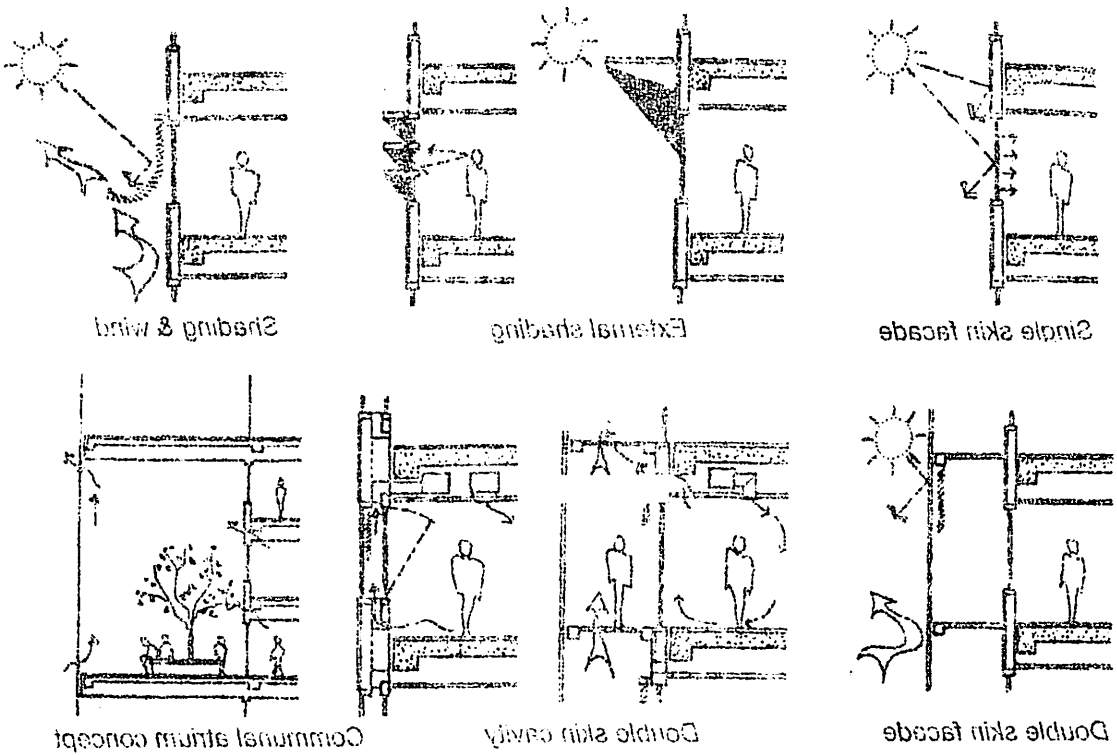 Single skin facade
External shading
Shading & wind
Double skin facade
Double skin cavity
Communal atrium concept